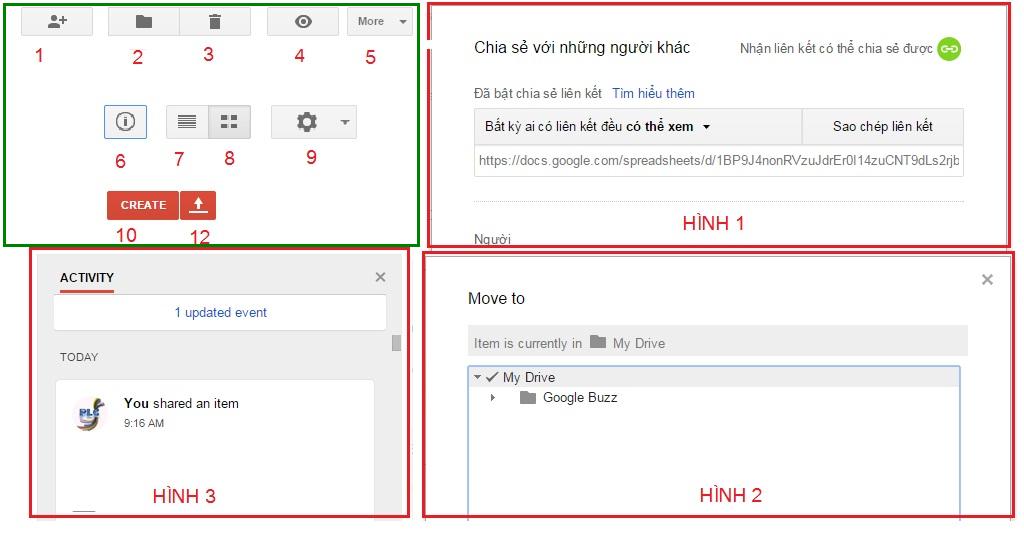 More
1
2
3
4
5
6
7
8
9
CREATE
10
12
Chia sẻ với những người khác
Nhận liên kết có thể chia sẻ được
Đã bật chia sẻ liên kết Tìm hiểu thêm
Bất kỳ ai có liên kết đều có thể xem
Sao chép liên kết
https://docs.google.com/spreadsheets/d/1BP9J4nonRVzuJdrEr0I14zuCNT9dLs2rjb
HÌNH 1
Người
ACTIVITY
1 updated event
TODAY
PLC
You shared an item
9:16 AM
HÌNH 3
Move to
Item is currently in My Drive
My Drive
Google Buzz
HÌNH 2